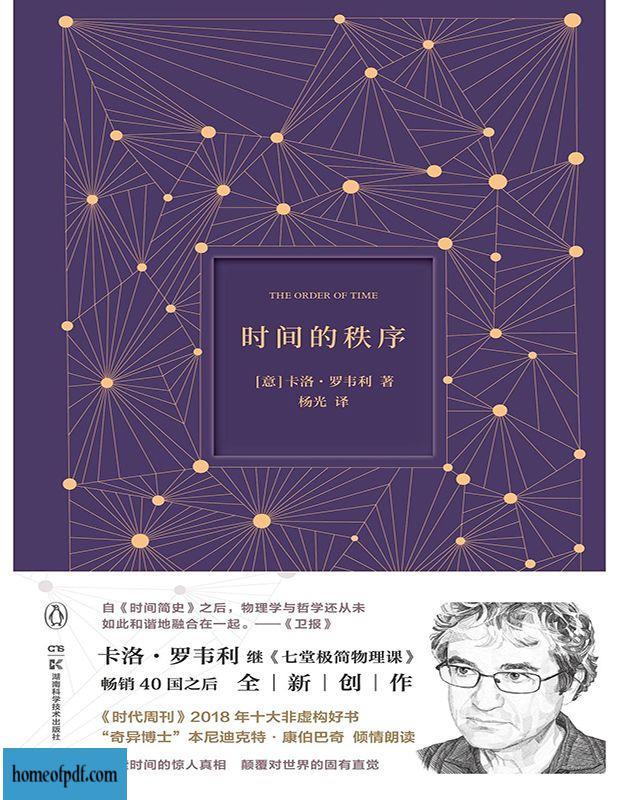 THE ORDER OF TIME
时间的秩序
[意]卡洛·罗韦利 著
杨光 译
自《时间简史》之后，物理学与哲学还从未
如此和谐地融合在一起。——《卫报》
卡洛·罗韦利 继《七堂极简物理课》
畅销 40 国之后 全|新|创|作
《时代周刊》2018 年十大非虚构好书
“奇异博士”本尼迪克特·康伯巴奇 倾情朗读
时间的惊人真相 颠覆对世界的固有直觉
湖南科学技术出版社
homeofpdf.com